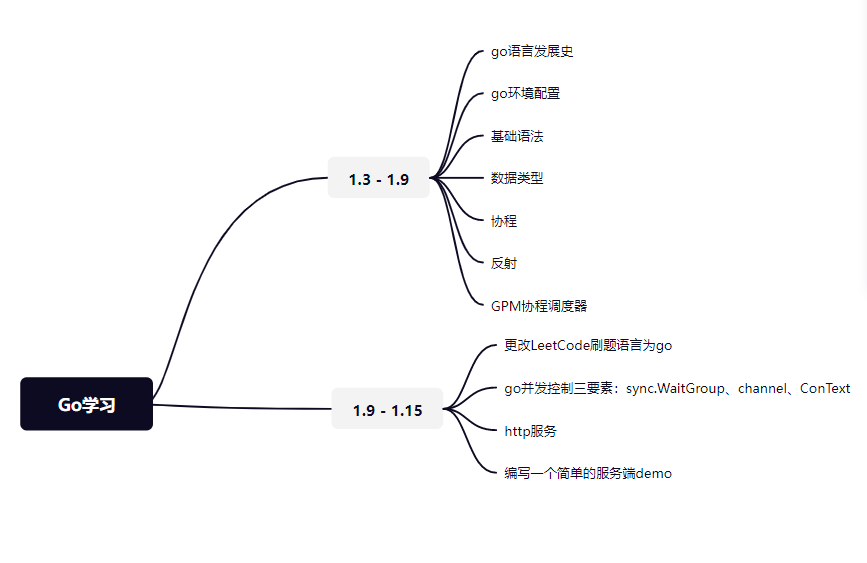 Go学习
1.3 - 1.9
go语言发展史
go环境配置
基础语法
数据类型
协程
反射
GPM协程调度器
1.9 - 1.15
更改LeetCode刷题语言为go
go并发控制三要素：sync.WaitGroup、channel、ConText
http服务
编写一个简单的服务端demo